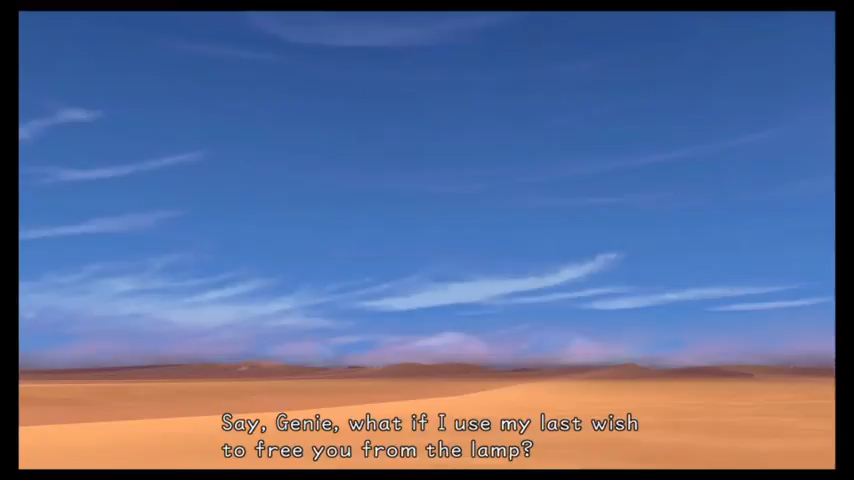 Say, Genie, what if I use my last wish
to free you from the lamp?